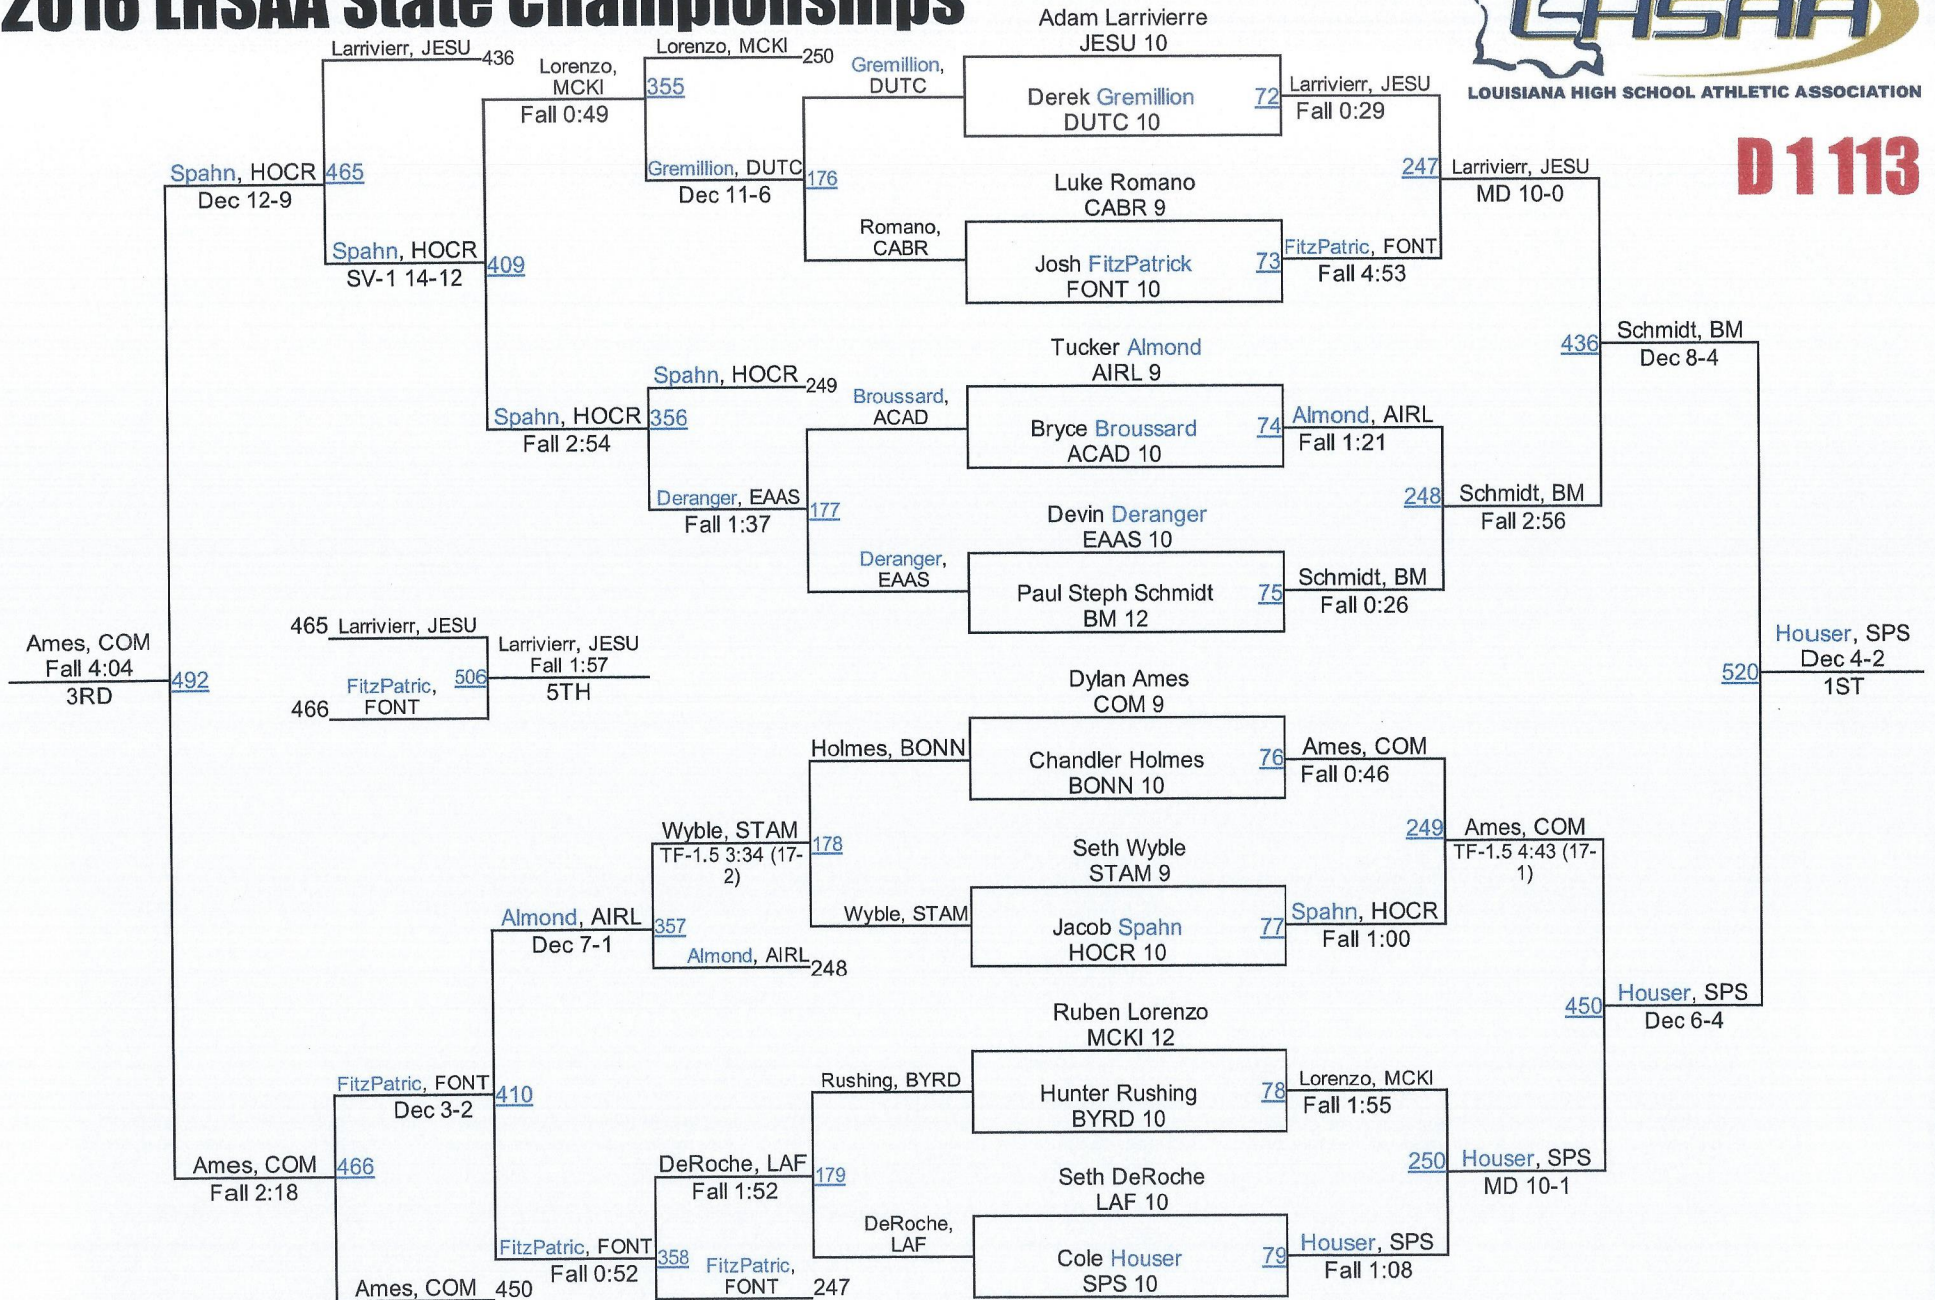 2016 LHSAA State Championships
LHSAA
LOUISIANA HIGH SCHOOL ATHLETIC ASSOCIATION
D 1 113
Adam Larrivierre
JESU 10
Derek Gremillion
DUTC 10
72
Luke Romano
CABR 9
Josh FitzPatrick
FONT 10
73
Tucker Almond
AIRL 9
Bryce Broussard
ACAD 10
74
Devin Deranger
EAAS 10
Paul Steph Schmidt
BM 12
75
Dylan Ames
COM 9
Chandler Holmes
BONN 10
76
Seth Wyble
STAM 9
Jacob Spahn
HOCR 10
77
Ruben Lorenzo
MCKI 12
Hunter Rushing
BYRD 10
78
Seth DeRoche
LAF 10
Cole Houser
SPS 10
79
Larrivierr, JESU
Fall 0:29
FitzPatric, FONT
Fall 4:53
Almond, AIRL
Fall 1:21
Schmidt, BM
Fall 0:26
Ames, COM
Fall 0:46
Spahn, HOCR
Fall 1:00
Lorenzo, MCKI
Fall 1:55
Houser, SPS
Fall 1:08
247
Larrivierr, JESU
MD 10-0
248
Schmidt, BM
Fall 2:56
249
Ames, COM
TF-1.5 4:43 (17-
1)
250
Houser, SPS
MD 10-1
436
Schmidt, BM
Dec 8-4
450
Houser, SPS
Dec 6-4
520
Houser, SPS
Dec 4-2
1ST
Gremillion,
DUTC
Romano,
CABR
Broussard,
ACAD
Deranger,
EAAS
Holmes, BONN
Wyble, STAM
Rushing, BYRD
DeRoche,
LAF
Lorenzo, MCKI
250
Gremillion, DUTC
Dec 11-6
176
Spahn, HOCR
249
Deranger, EAAS
Fall 1:37
177
Wyble, STAM
TF-1.5 3:34 (17-
2)
178
Almond, AIRL
248
DeRoche, LAF
Fall 1:52
179
FitzPatric,
FONT
247
Lorenzo,
MCKI
Fall 0:49
355
Spahn, HOCR
Fall 2:54
356
Almond, AIRL
Dec 7-1
357
FitzPatric, FONT
Fall 0:52
358
Larrivierr, JESU
436
Spahn, HOCR
SV-1 14-12
409
FitzPatric, FONT
Dec 3-2
410
Ames, COM
450
Spahn, HOCR
Dec 12-9
465
Ames, COM
Fall 2:18
466
Ames, COM
Fall 4:04
3RD
492
465
Larrivierr, JESU
466
FitzPatric,
FONT
506
Larrivierr, JESU
Fall 1:57
5TH